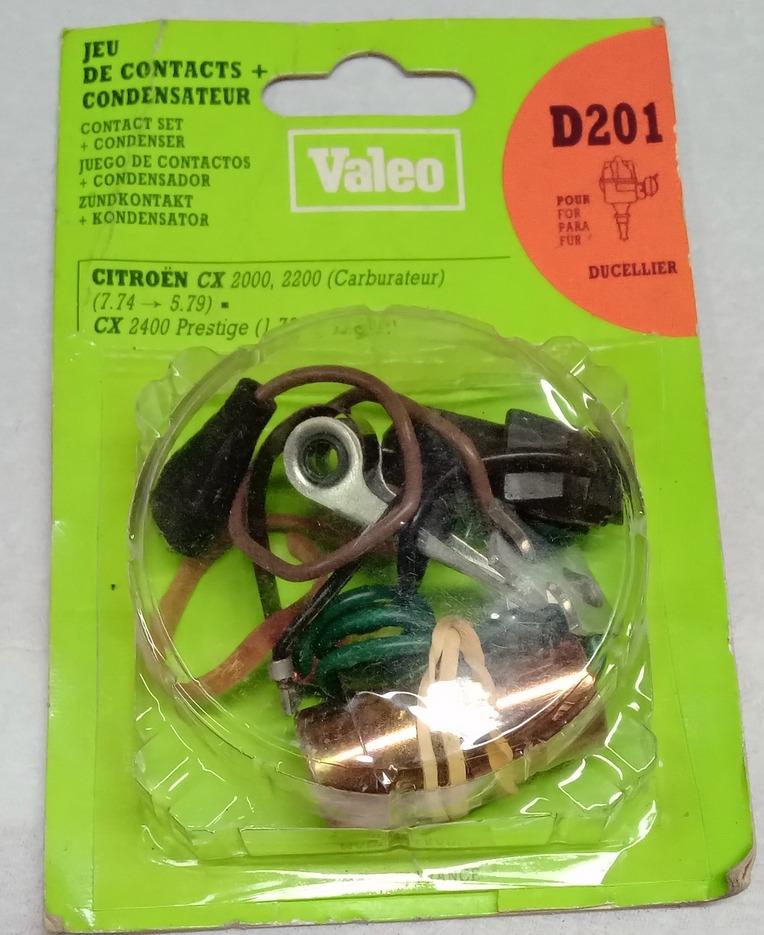 JEU
DE CONTACTS +
CONDENSATEUR
CONTACT SET
+ CONDENSER
JUEGO DE CONTACTOS
+ CONDENSADOR
ZÜNDKONTAKT
+ KONDENSATOR
Valeo
D201
POUR
FOR
PARA
FÜR
DUCELLIER
CITROËN CX 2000, 2200 (Carburateur)
(7.74 → 5.79) ▪
CX 2400 Prestige